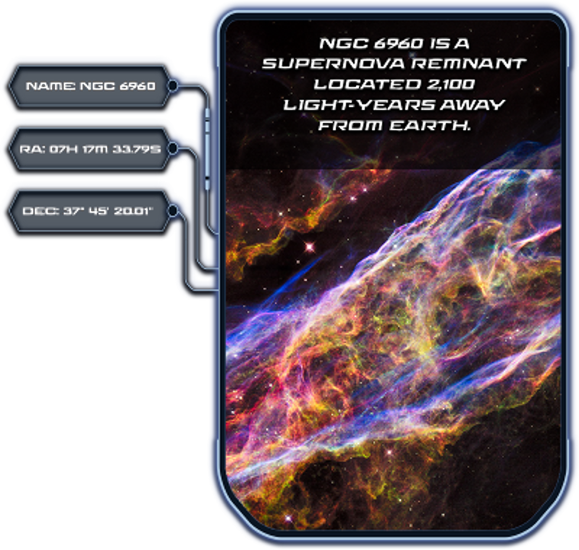 NGC 6960 IS A
SUPERNOVA REMNANT
LOCATED 2,100
LIGHT-YEARS AWAY
FROM EARTH.
NAME: NGC 6960
RA: 07H 17M 33.79S
DEC: 37° 45' 20.01"